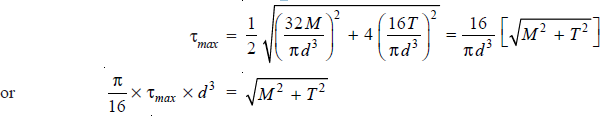 τmax = 1/2 √((32M/πd³)² + 4(16T/πd³)²) = 16/πd³ [√M² + T²]
or π/16 × τmax × d³ = √M² + T²